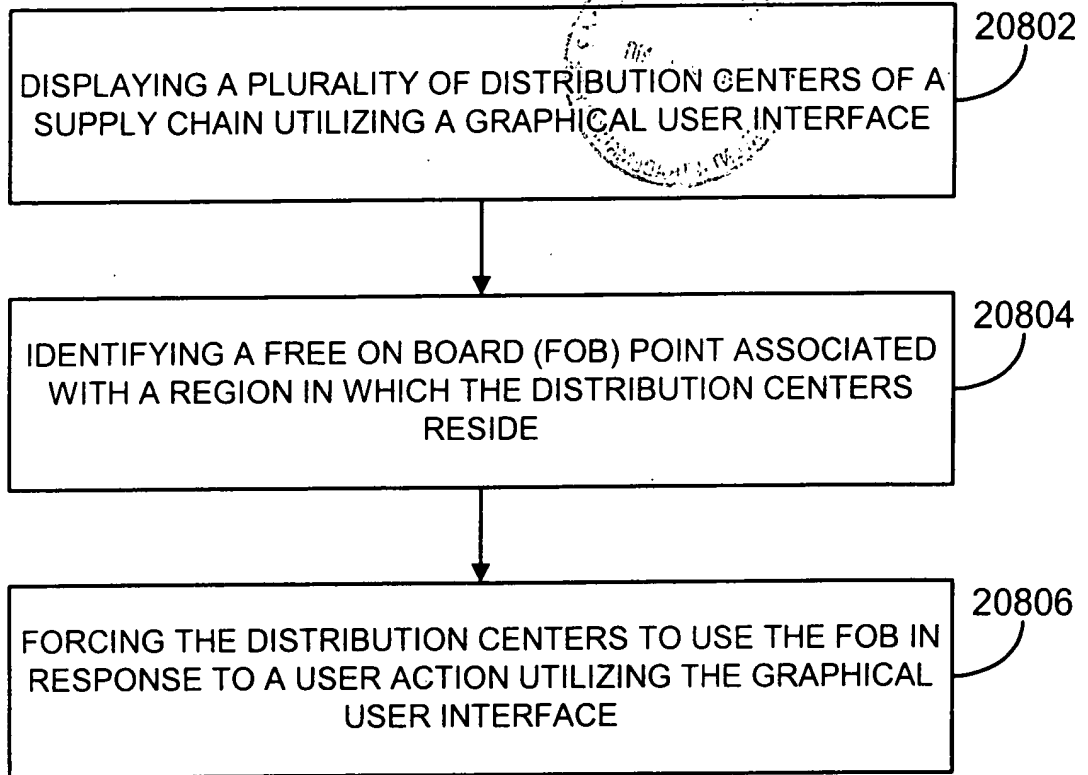 20802
DISPLAYING A PLURALITY OF DISTRIBUTION CENTERS OF A
SUPPLY CHAIN UTILIZING A GRAPHICAL USER INTERFACE
20804
IDENTIFYING A FREE ON BOARD (FOB) POINT ASSOCIATED
WITH A REGION IN WHICH THE DISTRIBUTION CENTERS
RESIDE
20806
FORCING THE DISTRIBUTION CENTERS TO USE THE FOB IN
RESPONSE TO A USER ACTION UTILIZING THE GRAPHICAL
USER INTERFACE